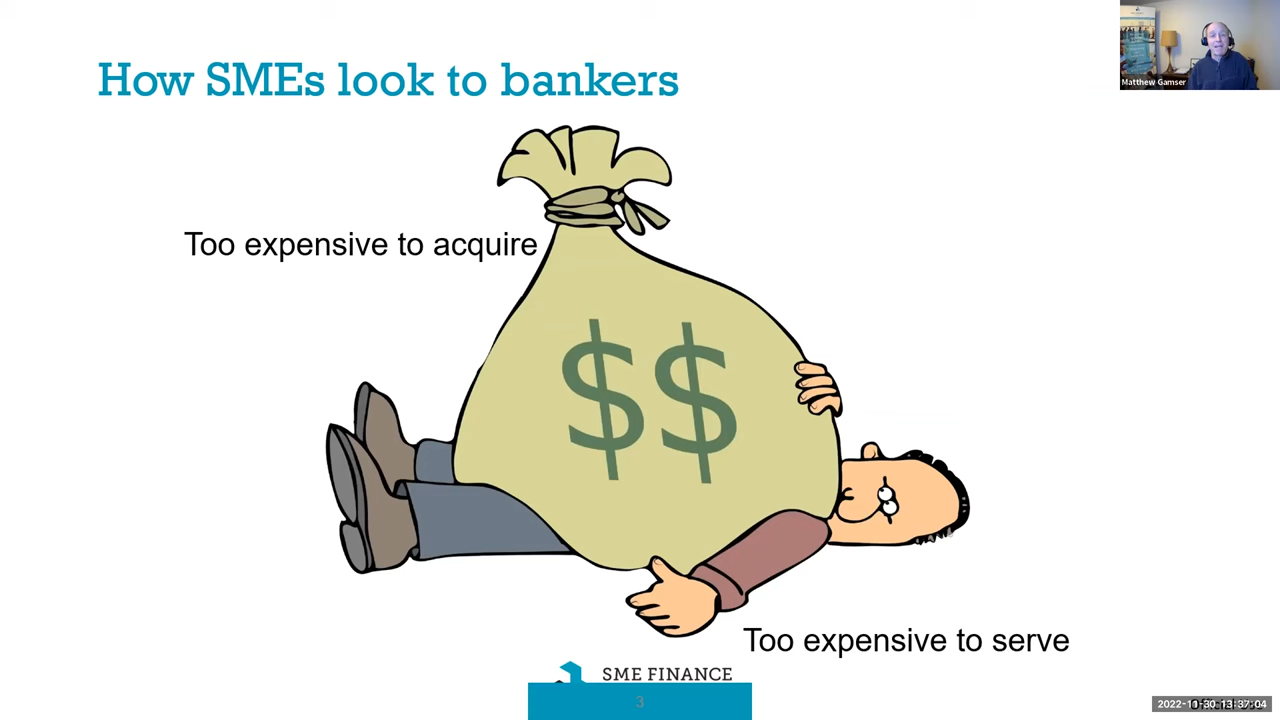 How SMEs look to bankers
Matthew Gamser
Too expensive to acquire
$$
Too expensive to serve
SME FINANCE
3
2022-11-30 13:37:04